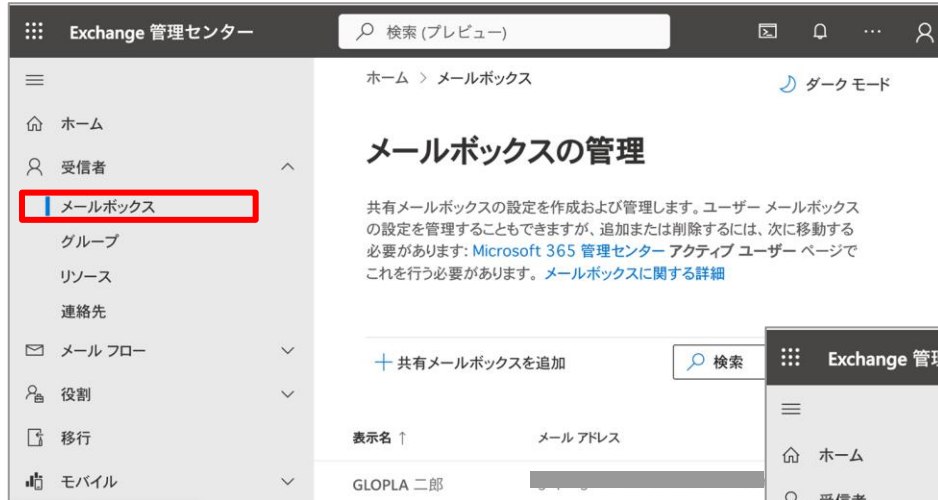 Exchange 管理センター
検索 (プレビュー)
ホーム > メールボックス
ダーク モード
ホーム
受信者
メールボックス
グループ
リソース
連絡先
メール フロー
役割
移行
モバイル
メールボックスの管理
共有メールボックスの設定を作成および管理します。ユーザー メールボックス
の設定を管理することもできますが、追加または削除するには、次に移動する
必要があります: Microsoft 365 管理センター アクティブ ユーザー ページで
これを行う必要があります。メールボックスに関する詳細
+ 共有メールボックスを追加
検索
表示名 ↑ メール アドレス
GLOPLA 二郎
Exchange 管
ホーム
受信者